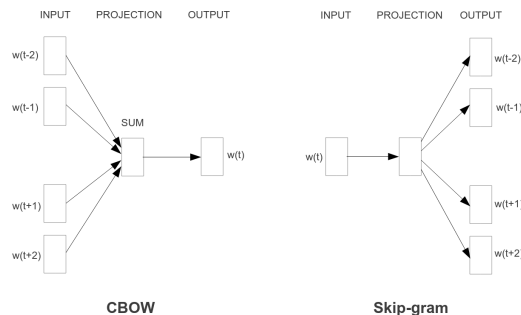 INPUT PROJECTION OUTPUT
w(t-2)
w(t-1)
SUM
w(t)
w(t+1)
w(t+2)
CBOW
INPUT PROJECTION OUTPUT
w(t-2)
w(t-1)
w(t)
w(t+1)
w(t+2)
Skip-gram